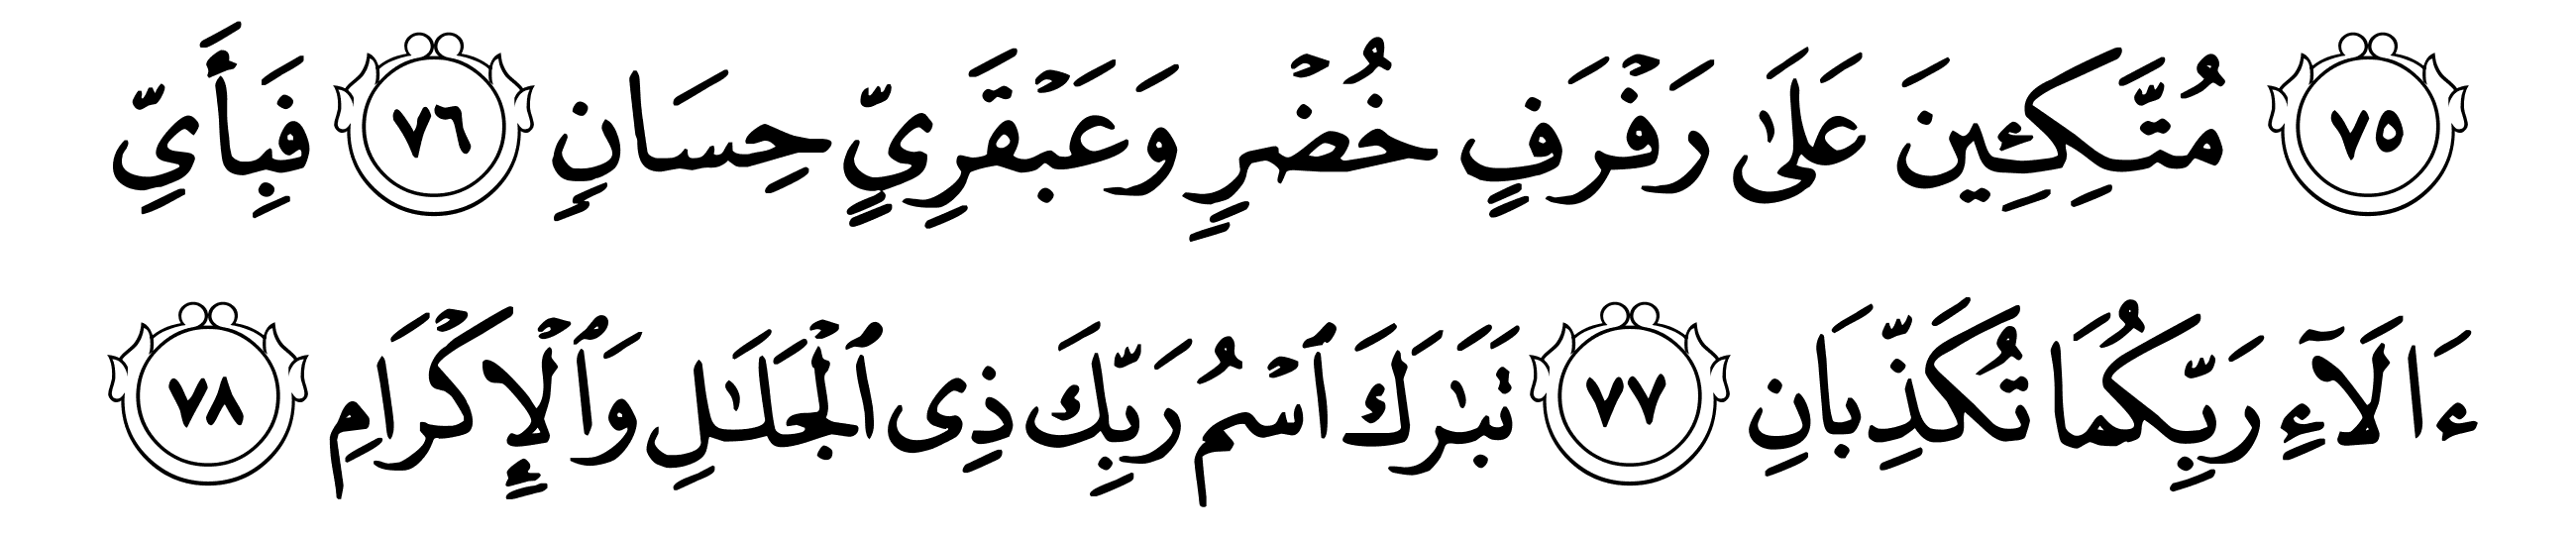 ٧٥ مُتَّكِـِٔينَ عَلَىٰ رَفْرَفٍ خُضْرٍ وَعَبْقَرِيٍّ حِسَانٍ ٧٦ فَبِأَيِّ
ءَالَآءِ رَبِّكُمَا تُكَذِّبَانِ ٧٧ تَبَـٰرَكَ ٱسْمُ رَبِّكَ ذِى ٱلْجَلَـٰلِ وَٱلْإِكْرَامِ ٧٨